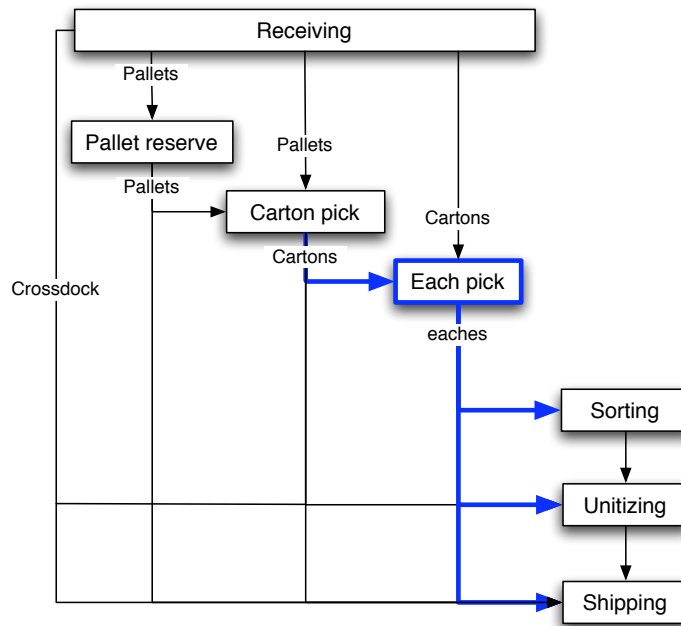 Receiving
Pallets
Pallet reserve
Pallets
Pallets
Carton pick
Cartons
Cartons
Each pick
Crossdock
eaches
Sorting
Unitizing
Shipping